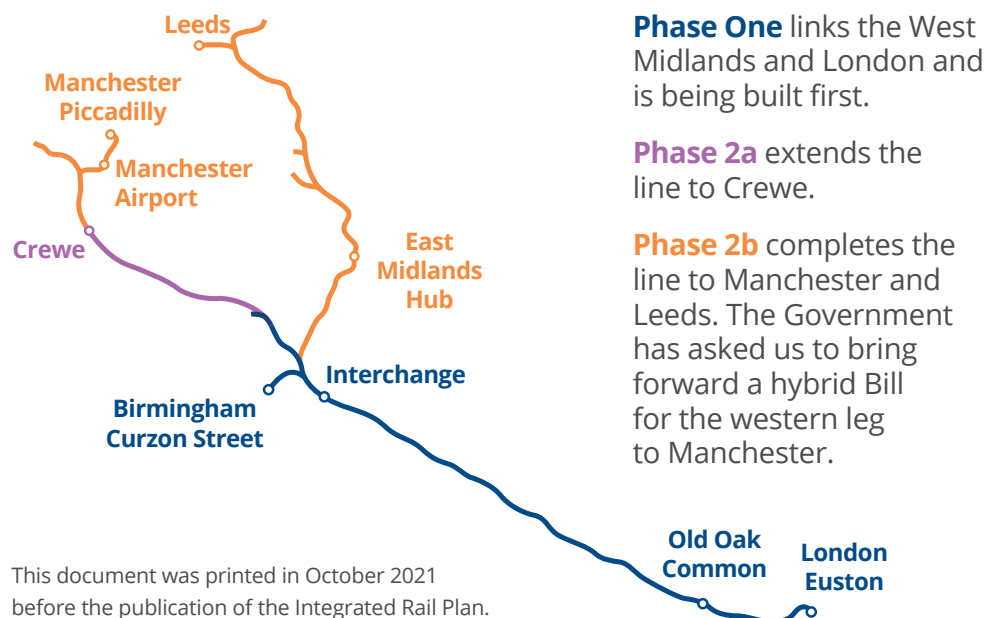 Leeds
Manchester
Piccadilly
Manchester
Airport
Crewe
East
Midlands
Hub
Interchange
Birmingham
Curzon Street
Old Oak
Common
London
Euston
Phase One links the West
Midlands and London and
is being built first.
Phase 2a extends the
line to Crewe.
Phase 2b completes the
line to Manchester and
Leeds. The Government
has asked us to bring
forward a hybrid Bill
for the western leg
to Manchester.
This document was printed in October 2021
before the publication of the Integrated Rail Plan.